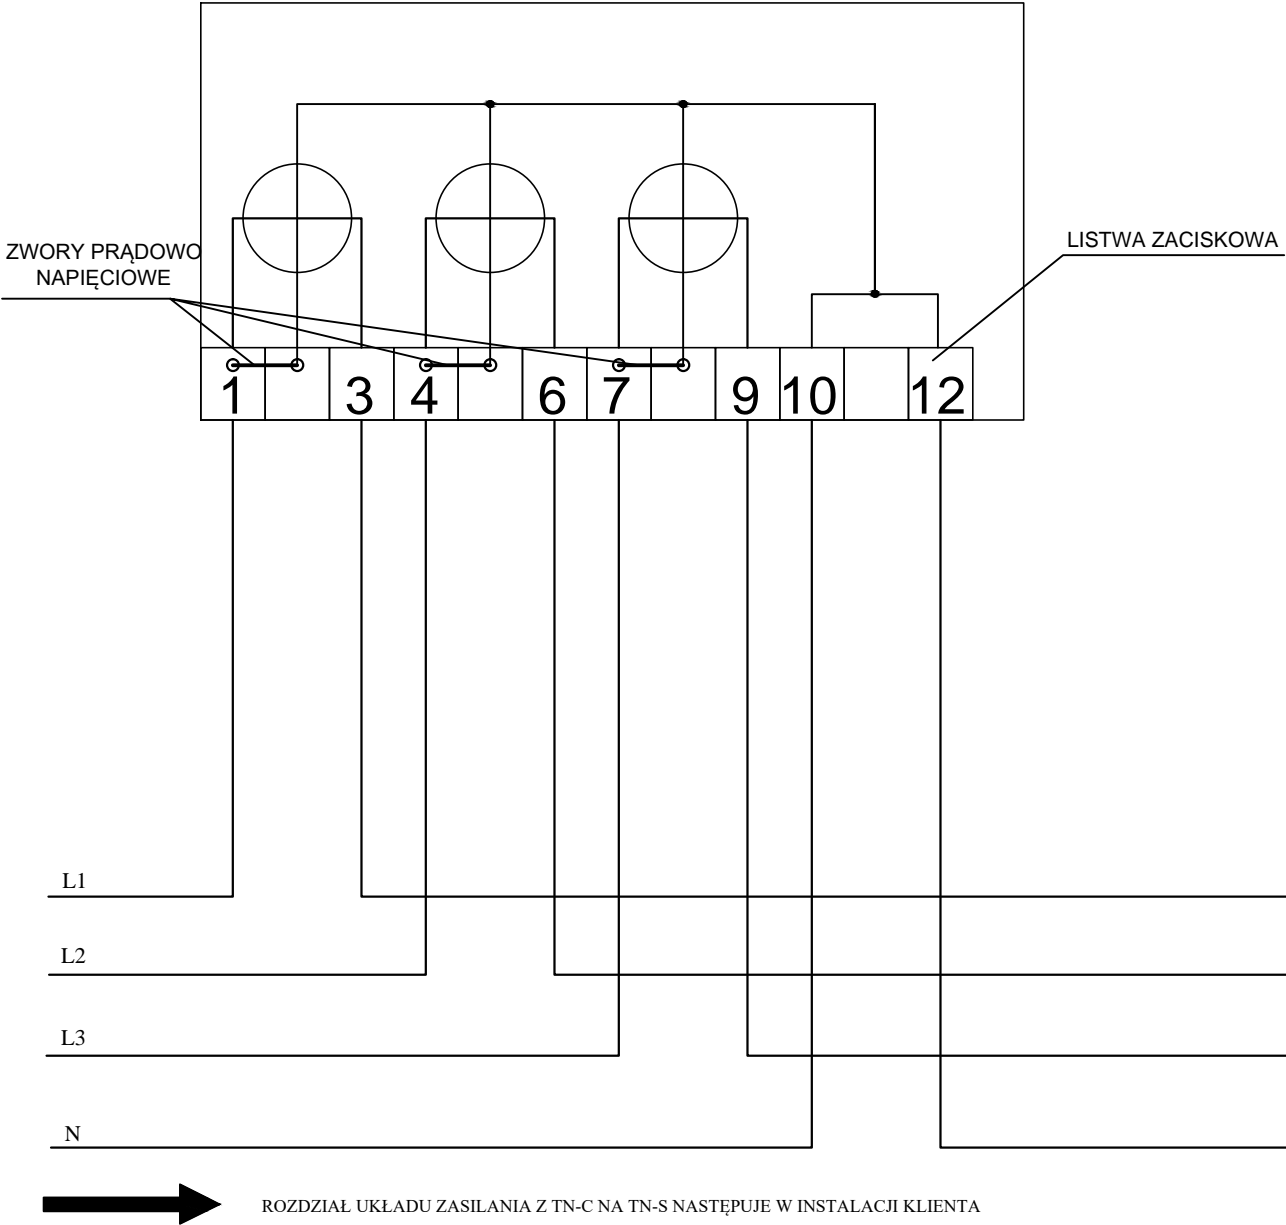 ZWORY PRĄDOWO
NAPIĘCIOWE
LISTWA ZACISKOWA
1 3 4 6 7 9 10 12
L1
L2
L3
N
ROZDZIAŁ UKŁADU ZASILANIA Z TN-C NA TN-S NASTĘPUJE W INSTALACJI KLIENTA